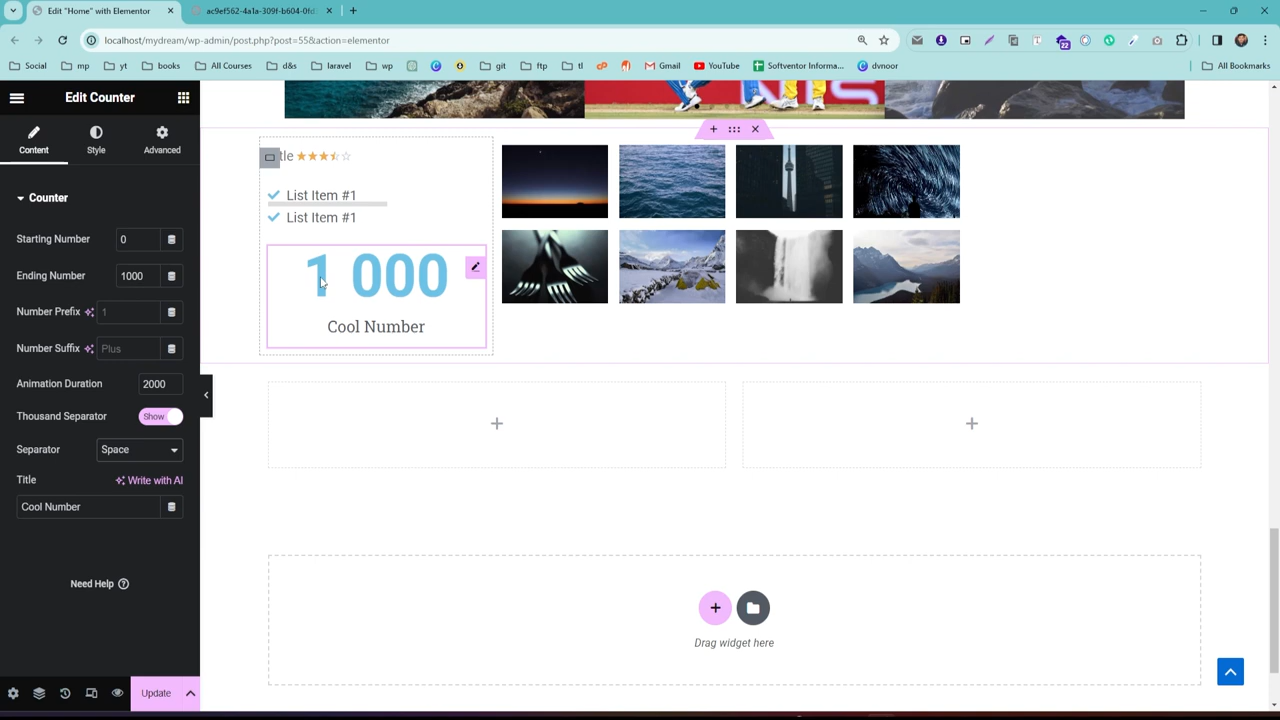 Edit "Home" with Elementor
ac9ef562-4a1a-309f-b604-0fd
localhost/mydream/wp-admin/post.php?post=55&action=elementor
22
Social mp yt books All Courses d&s laravel wp git ftp tl Gmail YouTube Softventor Informa... dvnoor All Bookmarks
Edit Counter
Content Style Advanced
Counter
Starting Number 0
Ending Number 1000
Number Prefix 1
Number Suffix Plus
Animation Duration 2000
Thousand Separator Show
Separator Space
Title Write with AI
Cool Number
Need Help
Update
tle
List Item #1
List Item #1
1 000
Cool Number
Drag widget here